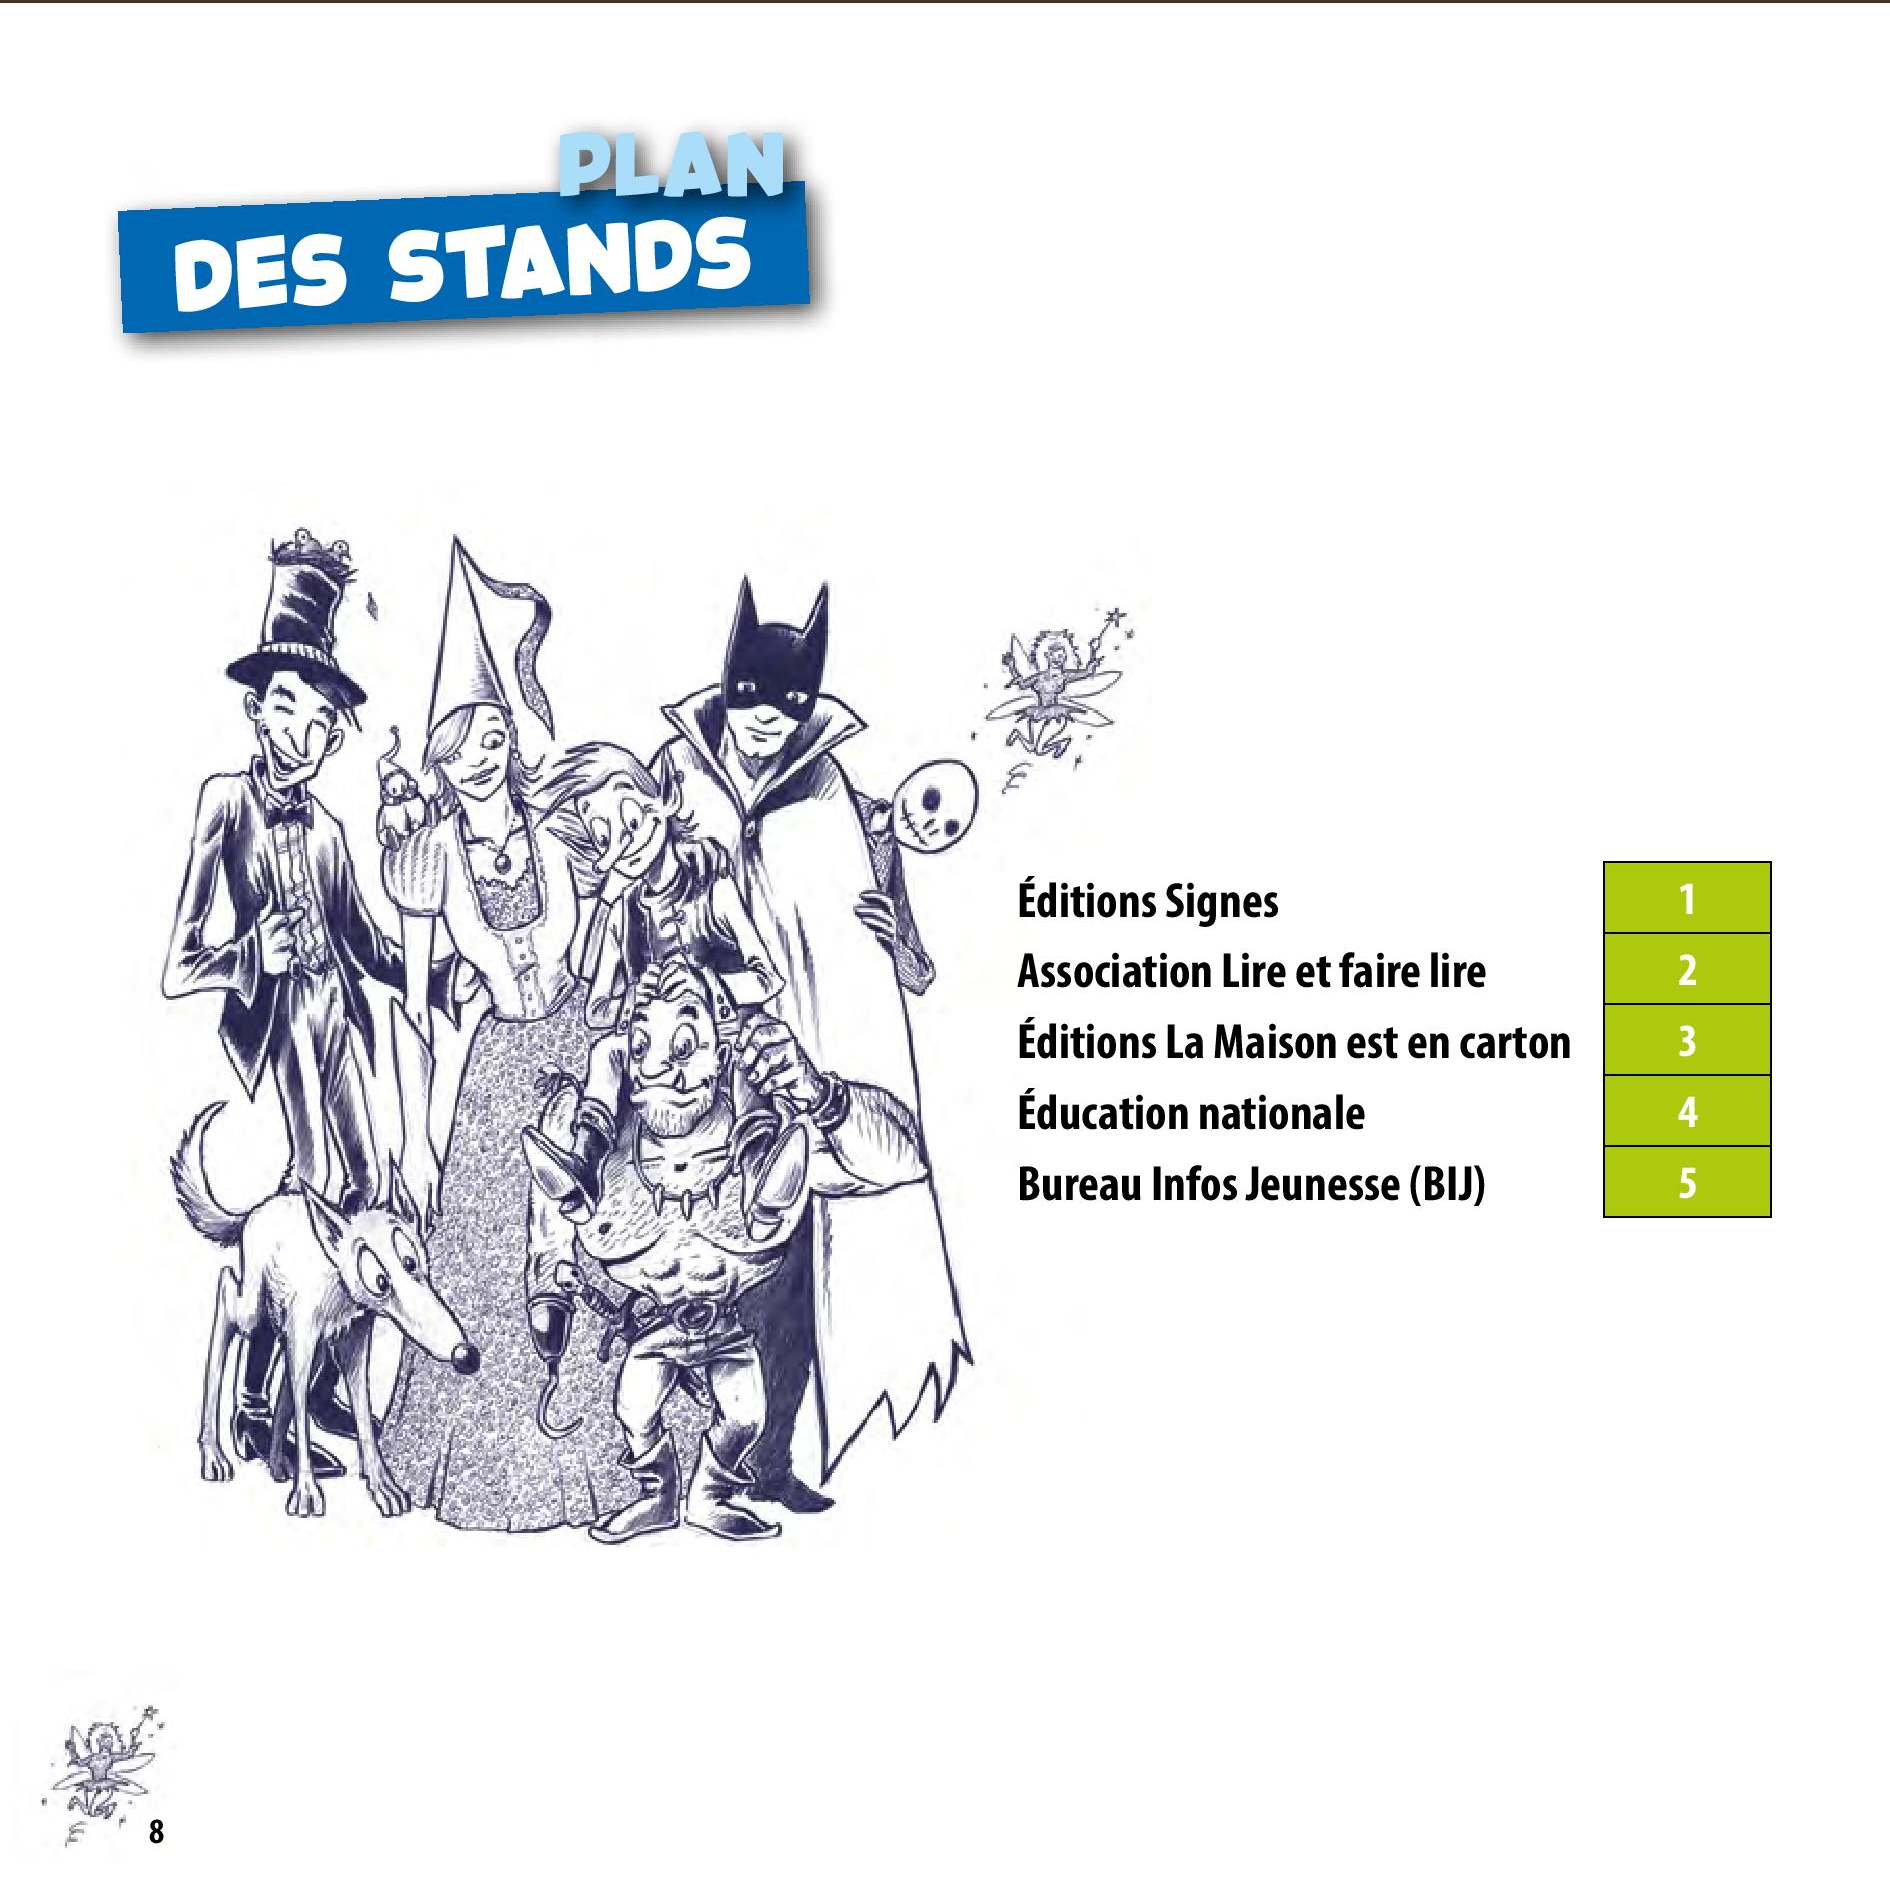 PLAN
DES STANDS
Éditions Signes 1
Association Lire et faire lire 2
Éditions La Maison est en carton 3
Éducation nationale 4
Bureau Infos Jeunesse (BIJ) 5
8